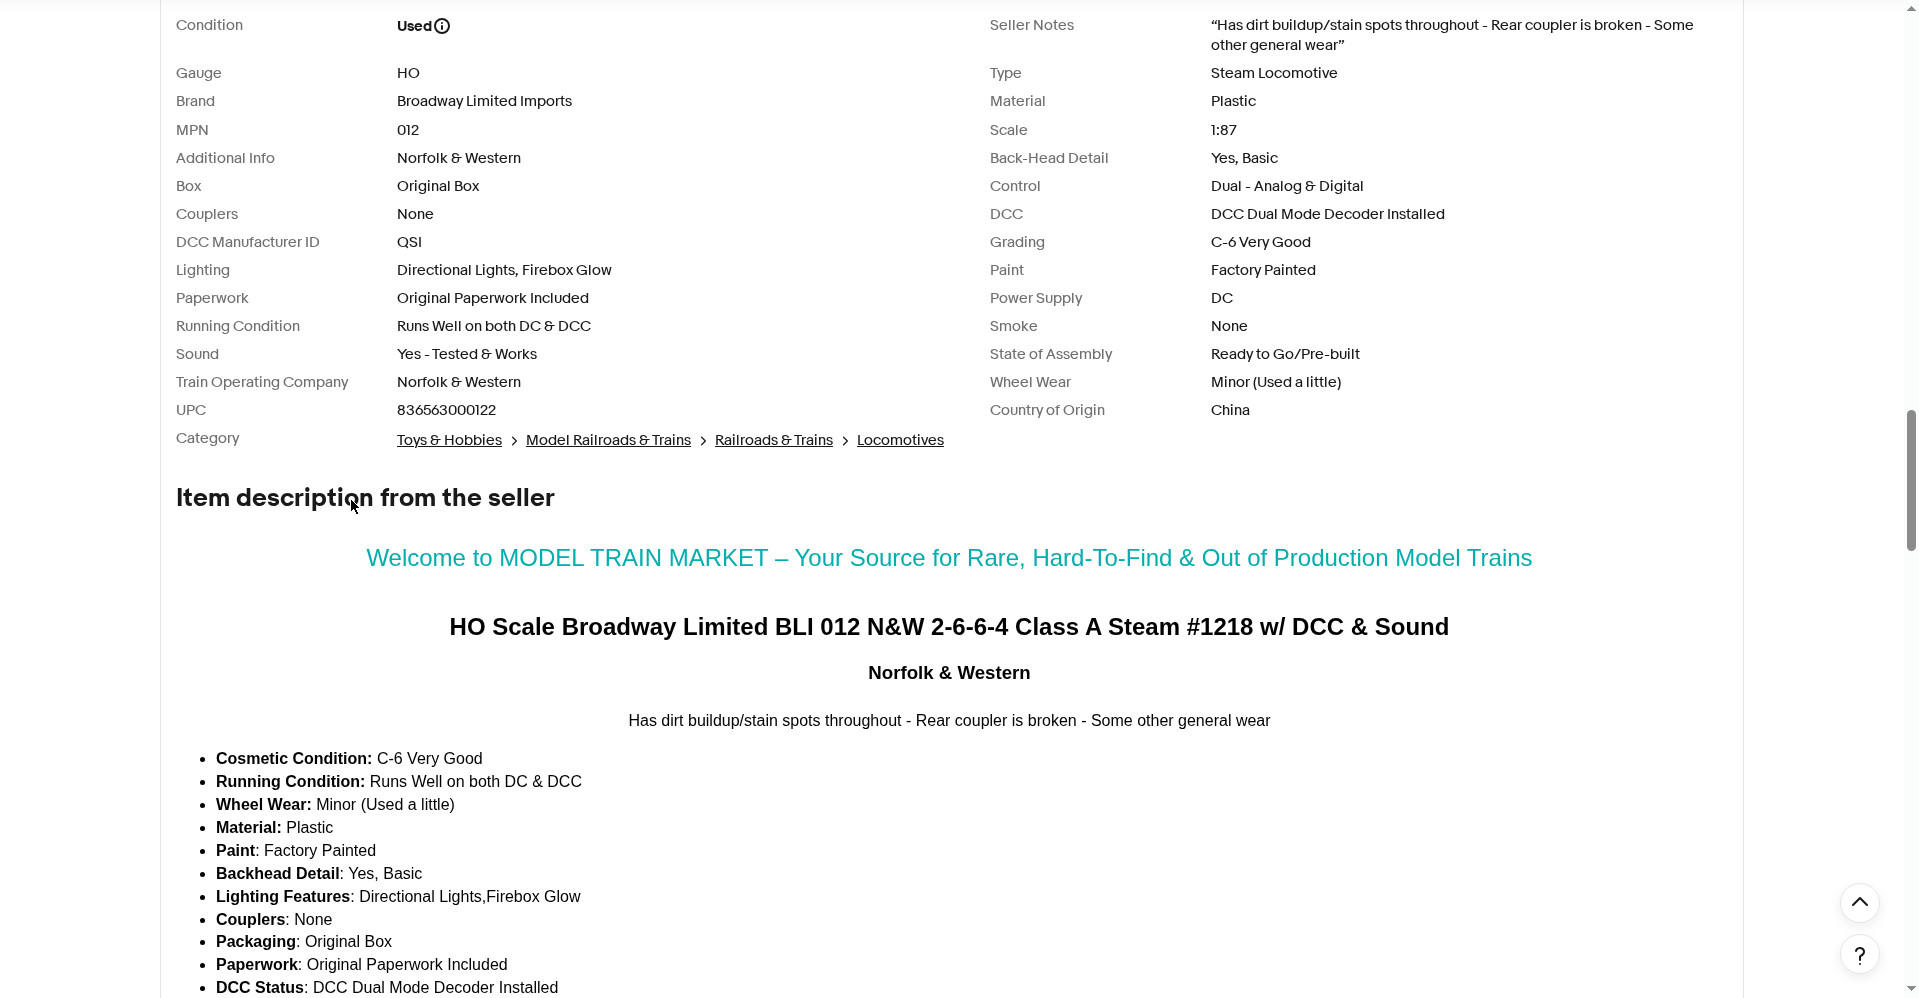 Condition Used Seller Notes “Has dirt buildup/stain spots throughout - Rear coupler is broken - Some
other general wear”
Gauge HO Type Steam Locomotive
Brand Broadway Limited Imports Material Plastic
MPN 012 Scale 1:87
Additional Info Norfolk & Western Back-Head Detail Yes, Basic
Box Original Box Control Dual - Analog & Digital
Couplers None DCC DCC Dual Mode Decoder Installed
DCC Manufacturer ID QSI Grading C-6 Very Good
Lighting Directional Lights, Firebox Glow Paint Factory Painted
Paperwork Original Paperwork Included Power Supply DC
Running Condition Runs Well on both DC & DCC Smoke None
Sound Yes - Tested & Works State of Assembly Ready to Go/Pre-built
Train Operating Company Norfolk & Western Wheel Wear Minor (Used a little)
UPC 836563000122 Country of Origin China
Category Toys & Hobbies > Model Railroads & Trains > Railroads & Trains > Locomotives
Item description from the seller
Welcome to MODEL TRAIN MARKET – Your Source for Rare, Hard-To-Find & Out of Production Model Trains
HO Scale Broadway Limited BLI 012 N&W 2-6-6-4 Class A Steam #1218 w/ DCC & Sound
Norfolk & Western
Has dirt buildup/stain spots throughout - Rear coupler is broken - Some other general wear
• Cosmetic Condition: C-6 Very Good
• Running Condition: Runs Well on both DC & DCC
• Wheel Wear: Minor (Used a little)
• Material: Plastic
• Paint: Factory Painted
• Backhead Detail: Yes, Basic
• Lighting Features: Directional Lights,Firebox Glow
• Couplers: None
• Packaging: Original Box
• Paperwork: Original Paperwork Included
• DCC Status: DCC Dual Mode Decoder Installed
?